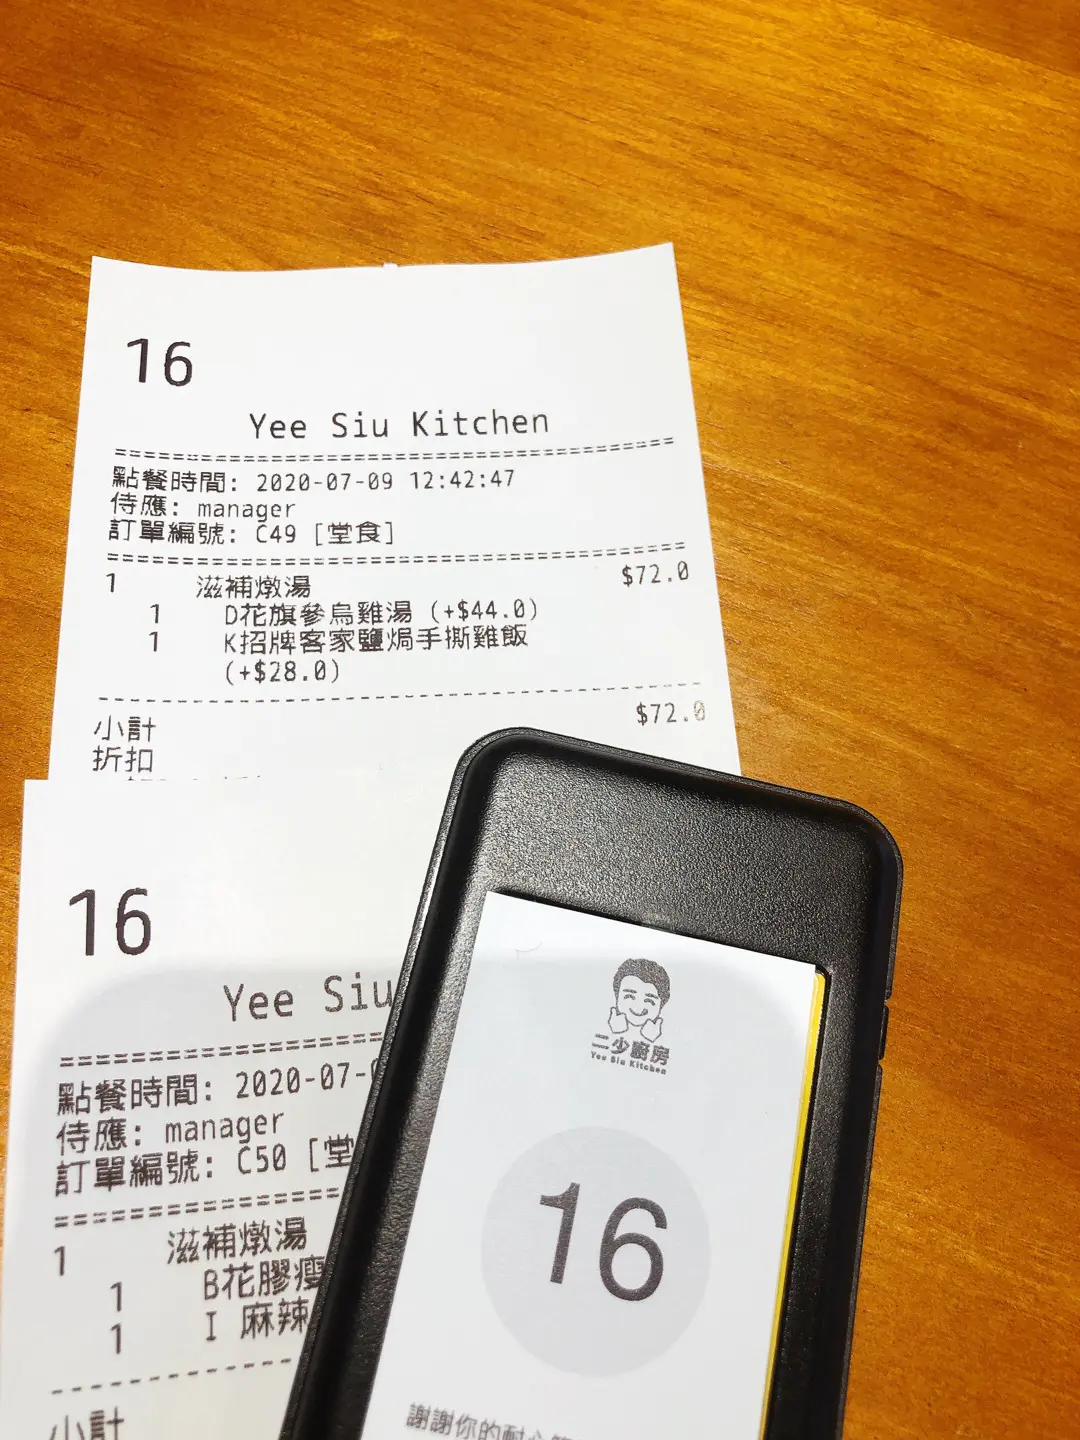 16
Yee Siu Kitchen
點餐時間: 2020-07-09 12:42:47
侍應: manager
訂單編號: C49 [堂食]
1 滋補燉湯 $72.0
1 D花旗參烏雞湯 (+$44.0)
1 K招牌客家鹽焗手撕雞飯
(+$28.0)
小計 $72.0
折扣
16
Yee Siu
點餐時間: 2020-07-0
侍應: manager
訂單編號: C50 [堂
1 滋補燉湯
1 B花膠瘦
1 I 麻辣
小計
二少廚房
Yee Siu Kitchen
16
謝謝你的耐心